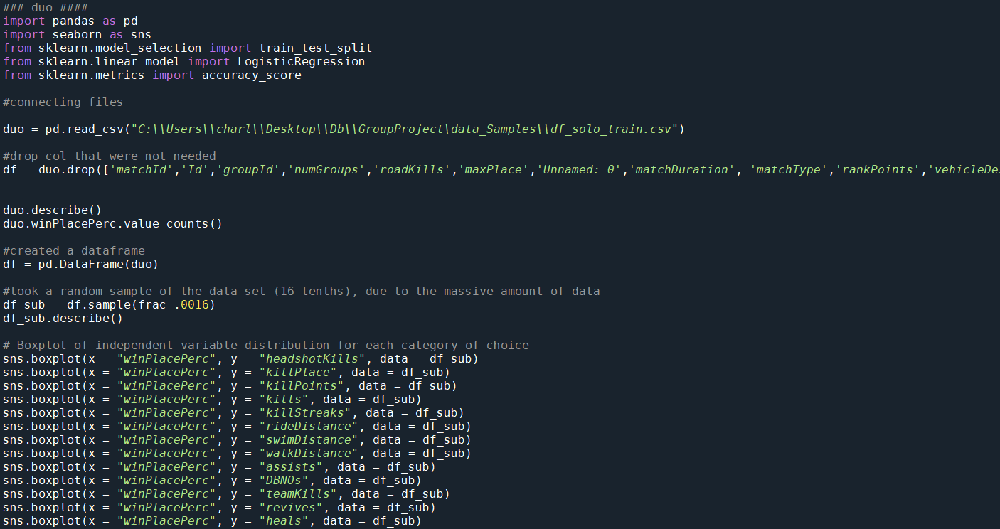 ### duo ####
import pandas as pd
import seaborn as sns
from sklearn.model_selection import train_test_split
from sklearn.linear_model import LogisticRegression
from sklearn.metrics import accuracy_score
#connecting files
duo = pd.read_csv("C:\\Users\\charl\\Desktop\\Db\\GroupProject\data_Samples\\df_solo_train.csv")
#drop col that were not needed
df = duo.drop(['matchId','Id','groupId','numGroups','roadKills','maxPlace','Unnamed: 0','matchDuration', 'matchType','rankPoints','vehicleDes
duo.describe()
duo.winPlacePerc.value_counts()
#created a dataframe
df = pd.DataFrame(duo)
#took a random sample of the data set (16 tenths), due to the massive amount of data
df_sub = df.sample(frac=.0016)
df_sub.describe()
# Boxplot of independent variable distribution for each category of choice
sns.boxplot(x = "winPlacePerc", y = "headshotKills", data = df_sub)
sns.boxplot(x = "winPlacePerc", y = "killPlace", data = df_sub)
sns.boxplot(x = "winPlacePerc", y = "killPoints", data = df_sub)
sns.boxplot(x = "winPlacePerc", y = "kills", data = df_sub)
sns.boxplot(x = "winPlacePerc", y = "killStreaks", data = df_sub)
sns.boxplot(x = "winPlacePerc", y = "rideDistance", data = df_sub)
sns.boxplot(x = "winPlacePerc", y = "swimDistance", data = df_sub)
sns.boxplot(x = "winPlacePerc", y = "walkDistance", data = df_sub)
sns.boxplot(x = "winPlacePerc", y = "assists", data = df_sub)
sns.boxplot(x = "winPlacePerc", y = "DBNOs", data = df_sub)
sns.boxplot(x = "winPlacePerc", y = "teamKills", data = df_sub)
sns.boxplot(x = "winPlacePerc", y = "revives", data = df_sub)
sns.boxplot(x = "winPlacePerc", y = "heals", data = df_sub)